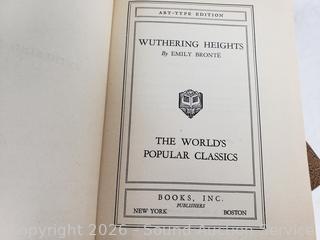 ART-TYPE EDITION
WUTHERING HEIGHTS
By EMILY BRONTË
THE WORLD'S
POPULAR CLASSICS
BOOKS, INC.
PUBLISHERS
NEW YORK BOSTON
Copyright 2026 - Sound Auction Service